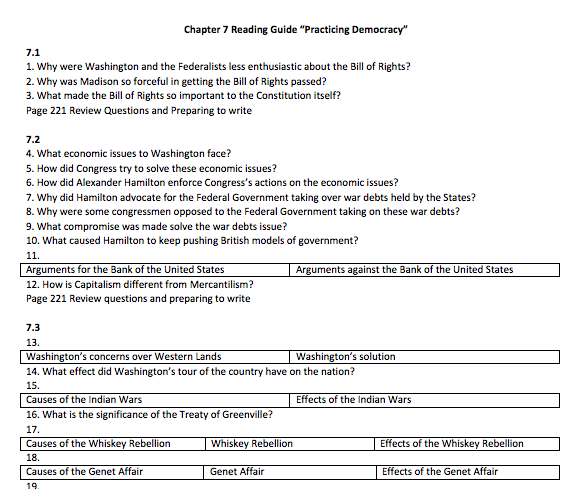 Chapter 7 Reading Guide “Practicing Democracy”
7.1
1. Why were Washington and the Federalists less enthusiastic about the Bill of Rights?
2. Why was Madison so forceful in getting the Bill of Rights passed?
3. What made the Bill of Rights so important to the Constitution itself?
Page 221 Review Questions and Preparing to write
7.2
4. What economic issues to Washington face?
5. How did Congress try to solve these economic issues?
6. How did Alexander Hamilton enforce Congress’s actions on the economic issues?
7. Why did Hamilton advocate for the Federal Government taking over war debts held by the States?
8. Why were some congressmen opposed to the Federal Government taking on these war debts?
9. What compromise was made solve the war debts issue?
10. What caused Hamilton to keep pushing British models of government?
11.
Arguments for the Bank of the United States Arguments against the Bank of the United States
12. How is Capitalism different from Mercantilism?
Page 221 Review questions and preparing to write
7.3
13.
Washington’s concerns over Western Lands Washington’s solution
14. What effect did Washington’s tour of the country have on the nation?
15.
Causes of the Indian Wars Effects of the Indian Wars
16. What is the significance of the Treaty of Greenville?
17.
Causes of the Whiskey Rebellion Whiskey Rebellion Effects of the Whiskey Rebellion
18.
Causes of the Genet Affair Genet Affair Effects of the Genet Affair
19.